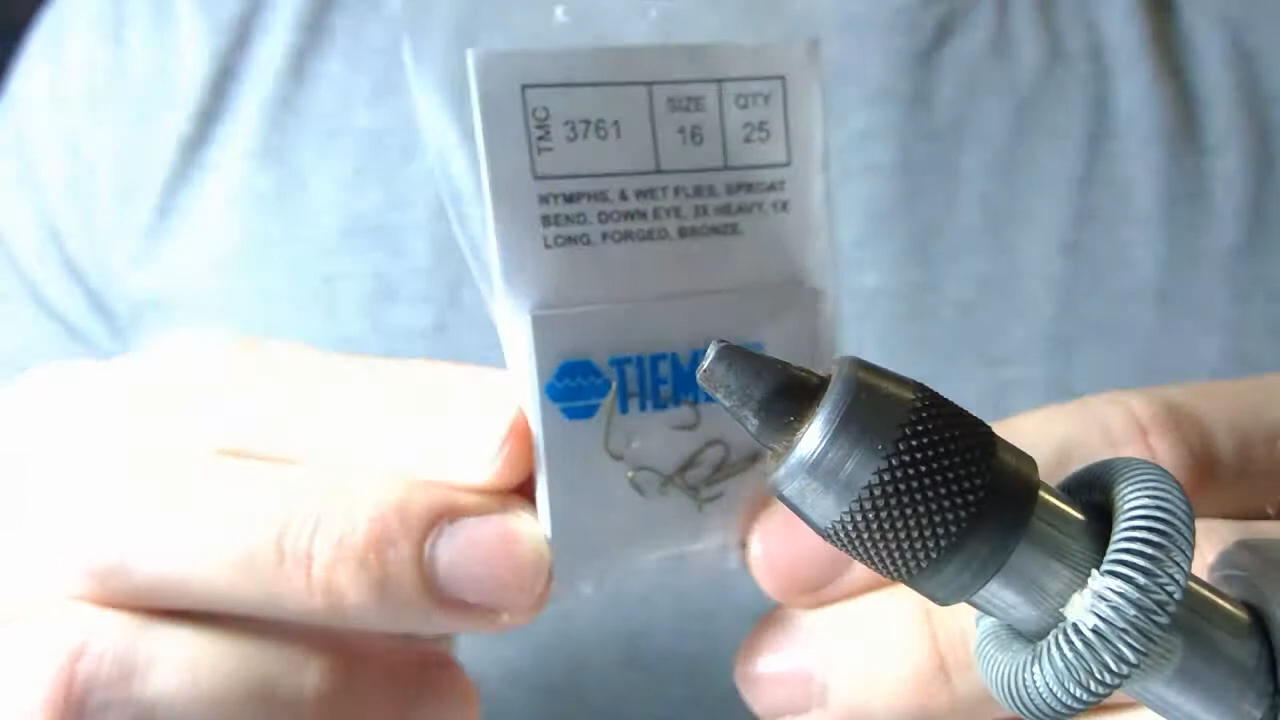 TMC 3761 SIZE 16 QTY 25
NYMPHS, & WET FLIES, SPROAT
BEND, DOWN EYE, 2X HEAVY, 1X
LONG, FORGED, BRONZE.
TIEM